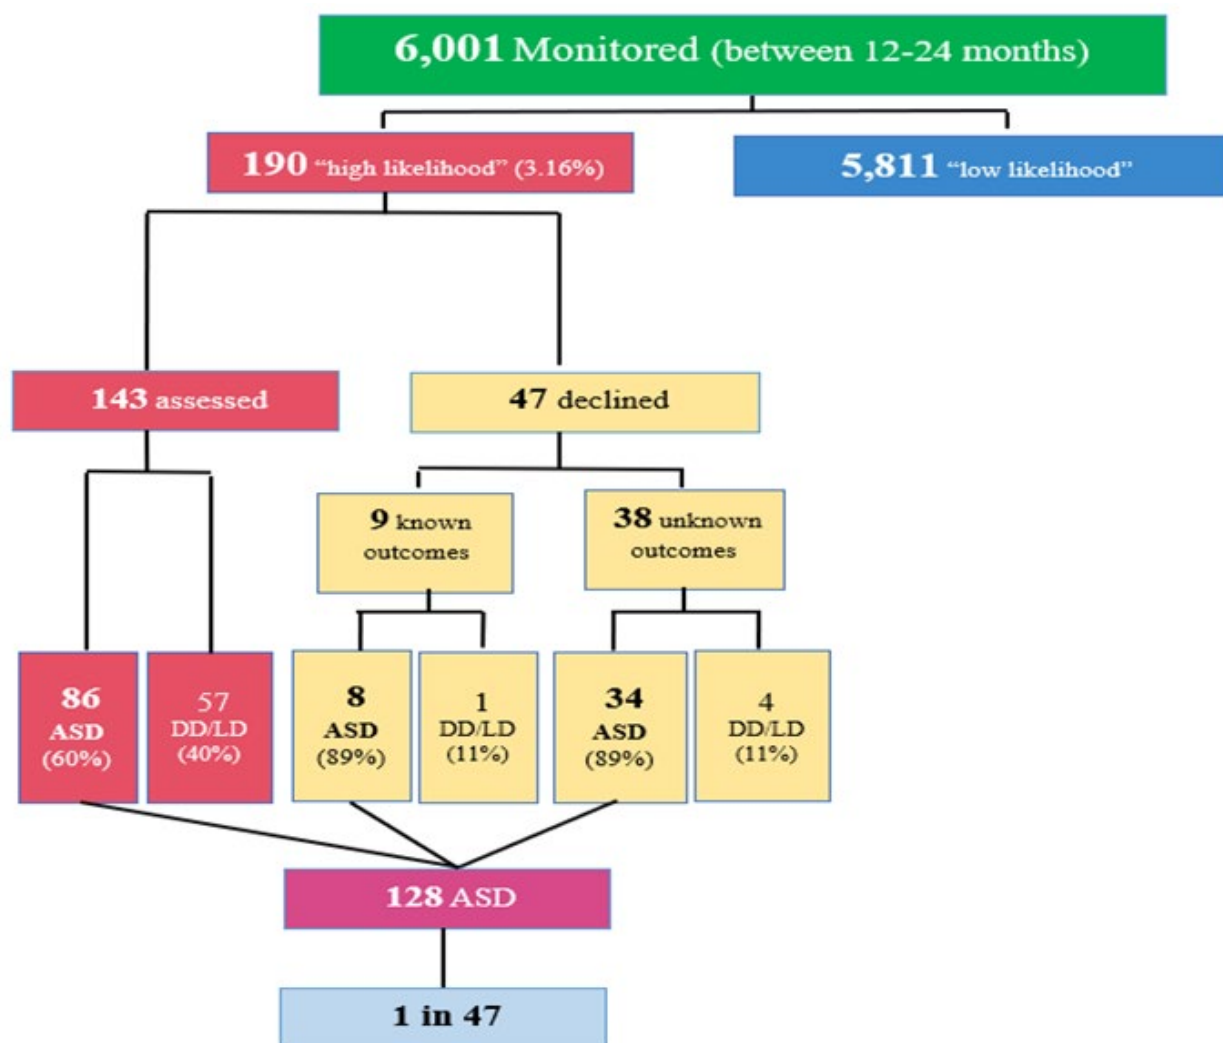 6,001 Monitored (between 12-24 months)
190 “high likelihood” (3.16%)
5,811 “low likelihood”
143 assessed
47 declined
9 known
outcomes
38 unknown
outcomes
86
ASD
(60%)
57
DD/LD
(40%)
8
ASD
(89%)
1
DD/LD
(11%)
34
ASD
(89%)
4
DD/LD
(11%)
128 ASD
1 in 47